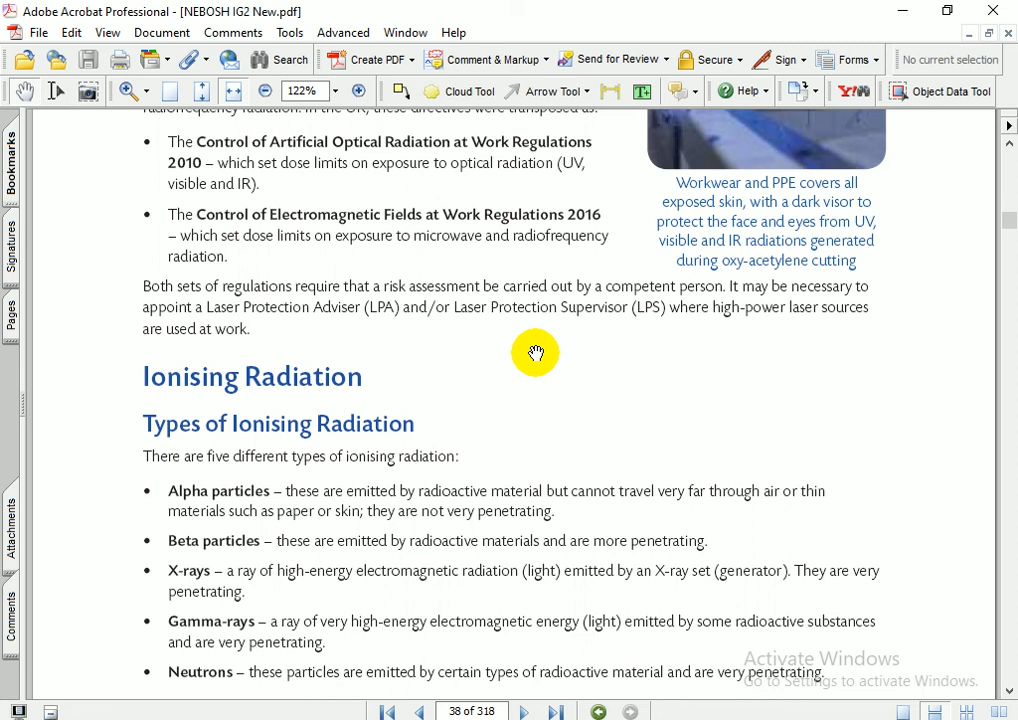 Adobe Acrobat Professional - [NEBOSH IG2 New.pdf]
File Edit View Document Comments Tools Advanced Window Help
Search Create PDF Comment & Markup Send for Review Secure Sign Forms No current selection
122% Cloud Tool Arrow Tool Help Y! Object Data Tool
Bookmarks
Signatures
Pages
Attachments
Comments
radiofrequency radiation. In the UK, these directives were transposed as:
• The Control of Artificial Optical Radiation at Work Regulations
2010 – which set dose limits on exposure to optical radiation (UV,
visible and IR).
• The Control of Electromagnetic Fields at Work Regulations 2016
– which set dose limits on exposure to microwave and radiofrequency
radiation.
Workwear and PPE covers all
exposed skin, with a dark visor to
protect the face and eyes from UV,
visible and IR radiations generated
during oxy-acetylene cutting
Both sets of regulations require that a risk assessment be carried out by a competent person. It may be necessary to
appoint a Laser Protection Adviser (LPA) and/or Laser Protection Supervisor (LPS) where high-power laser sources
are used at work.
Ionising Radiation
Types of Ionising Radiation
There are five different types of ionising radiation:
• Alpha particles – these are emitted by radioactive material but cannot travel very far through air or thin
materials such as paper or skin; they are not very penetrating.
• Beta particles – these are emitted by radioactive materials and are more penetrating.
• X-rays – a ray of high-energy electromagnetic radiation (light) emitted by an X-ray set (generator). They are very
penetrating.
• Gamma-rays – a ray of very high-energy electromagnetic energy (light) emitted by some radioactive substances
and are very penetrating.
• Neutrons – these particles are emitted by certain types of radioactive material and are very penetrating.
Activate Windows
Go to Settings to activate Windows.
38 of 318